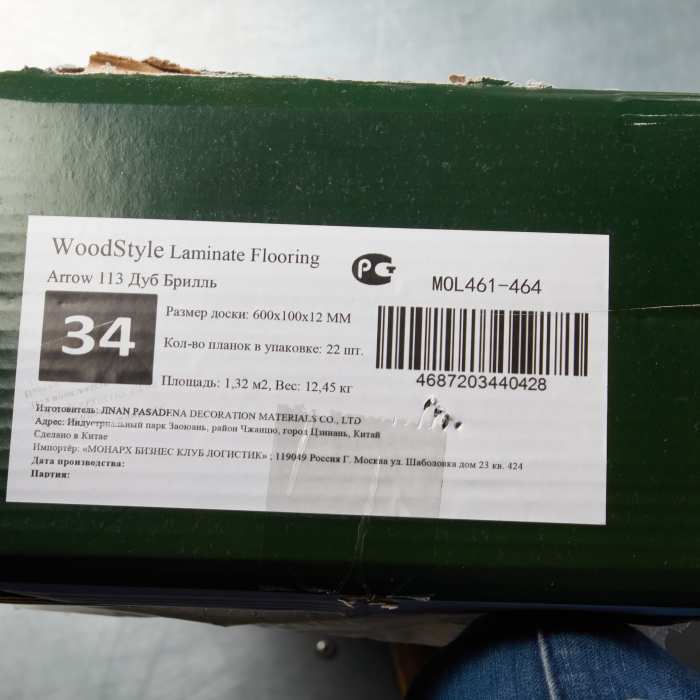 WoodStyle Laminate Flooring
Arrow 113 Дуб Брилль
РСТ
MOL461-464
34
Размер доски: 600x100x12 ММ
Кол-во планок в упаковке: 22 шт.
Площадь: 1,32 м2, Вес: 12,45 кг
4687203440428
Изготовитель: JINAN PASADENA DECORATION MATERIALS CO., LTD
Адрес: Индустриальный парк Заоюань, район Чжанцю, город Цзинань, Китай
Сделано в Китае
Импортёр: «МОНАРХ БИЗНЕС КЛУБ ЛОГИСТИК» ; 119049 Россия Г. Москва ул. Шаболовка дом 23 кв. 424
Дата производства:
Партия: